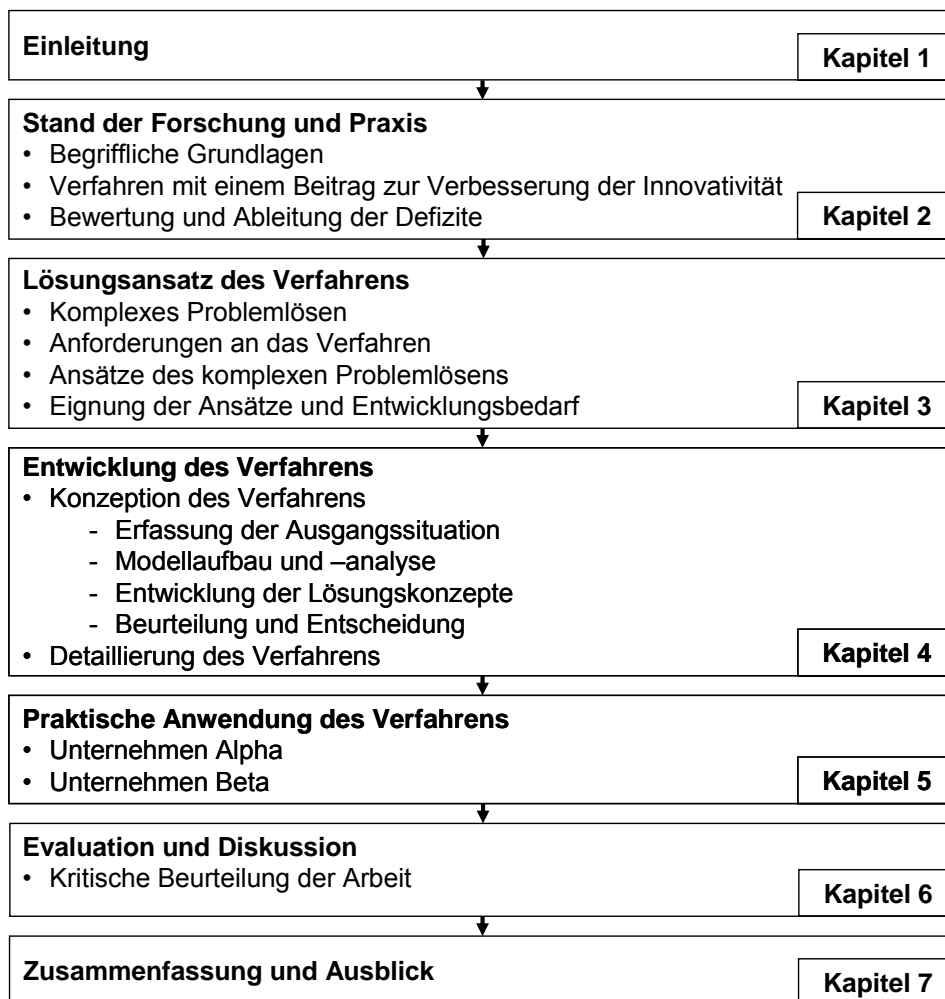 Einleitung
Kapitel 1
Stand der Forschung und Praxis
• Begriffliche Grundlagen
• Verfahren mit einem Beitrag zur Verbesserung der Innovativität
• Bewertung und Ableitung der Defizite
Kapitel 2
Lösungsansatz des Verfahrens
• Komplexes Problemlösen
• Anforderungen an das Verfahren
• Ansätze des komplexen Problemlösens
• Eignung der Ansätze und Entwicklungsbedarf
Kapitel 3
Entwicklung des Verfahrens
• Konzeption des Verfahrens
- Erfassung der Ausgangssituation
- Modellaufbau und –analyse
- Entwicklung der Lösungskonzepte
- Beurteilung und Entscheidung
• Detaillierung des Verfahrens
Kapitel 4
Praktische Anwendung des Verfahrens
• Unternehmen Alpha
• Unternehmen Beta
Kapitel 5
Evaluation und Diskussion
• Kritische Beurteilung der Arbeit
Kapitel 6
Zusammenfassung und Ausblick
Kapitel 7